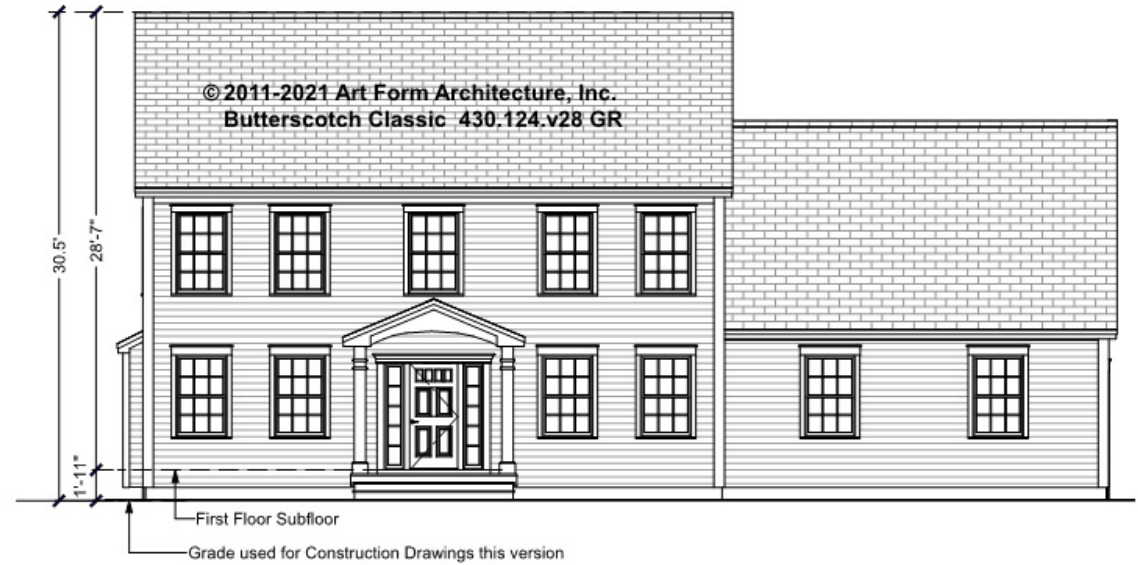 © 2011-2021 Art Form Architecture, Inc.
Butterscotch Classic 430.124.v28 GR
30.5'
28'-7"
1'-11"
First Floor Subfloor
Grade used for Construction Drawings this version